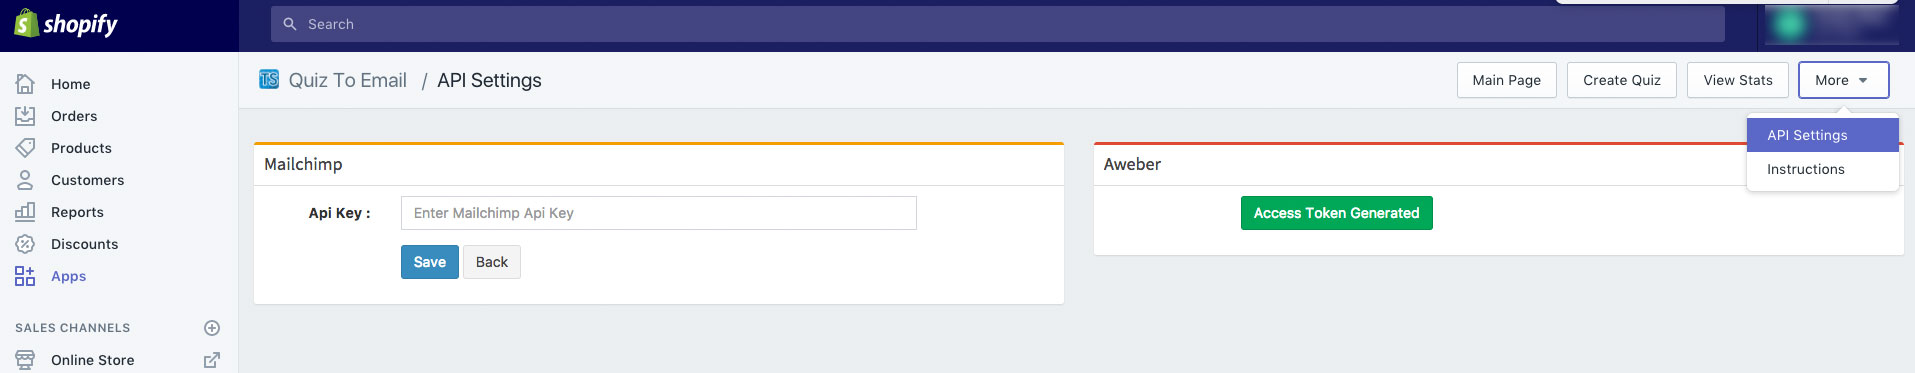 shopify
Search
Home
Orders
Products
Customers
Reports
Discounts
Apps
SALES CHANNELS
Online Store
TS Quiz To Email / API Settings
Main Page
Create Quiz
View Stats
More
API Settings
Instructions
Mailchimp
Api Key :
Enter Mailchimp Api Key
Save
Back
Aweber
Access Token Generated